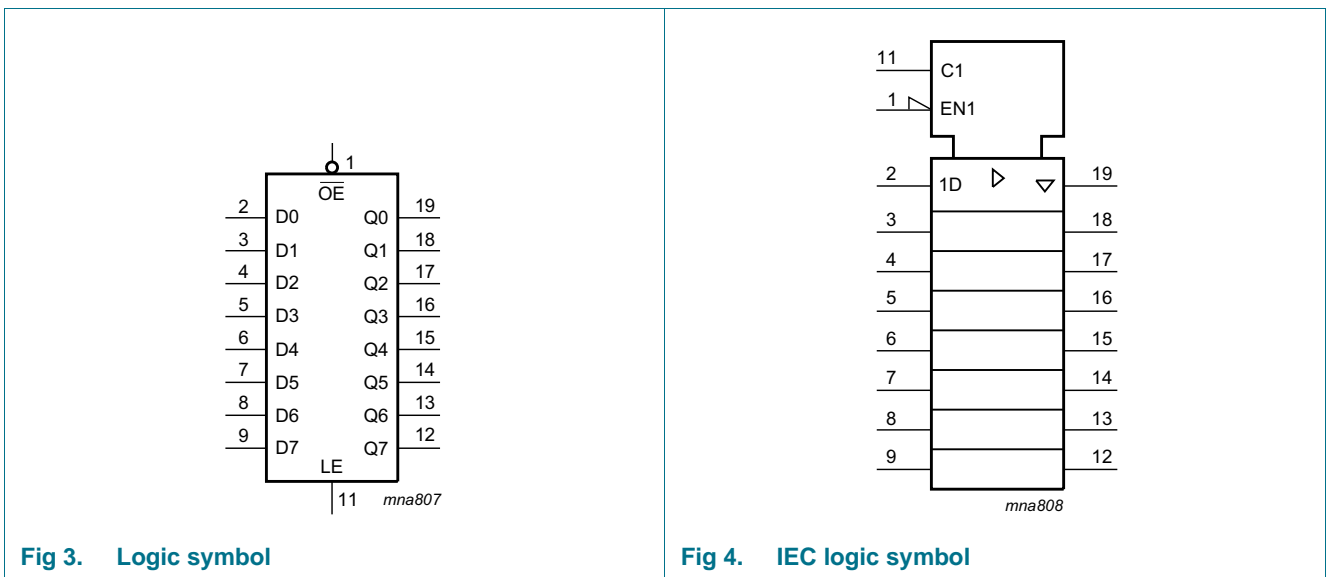 1
OE
2 D0 Q0 19
3 D1 Q1 18
4 D2 Q2 17
5 D3 Q3 16
6 D4 Q4 15
7 D5 Q5 14
8 D6 Q6 13
9 D7 Q7 12
LE
11 mna807
Fig 3. Logic symbol
11 C1
1 EN1
2 1D 19
3 18
4 17
5 16
6 15
7 14
8 13
9 12
mna808
Fig 4. IEC logic symbol